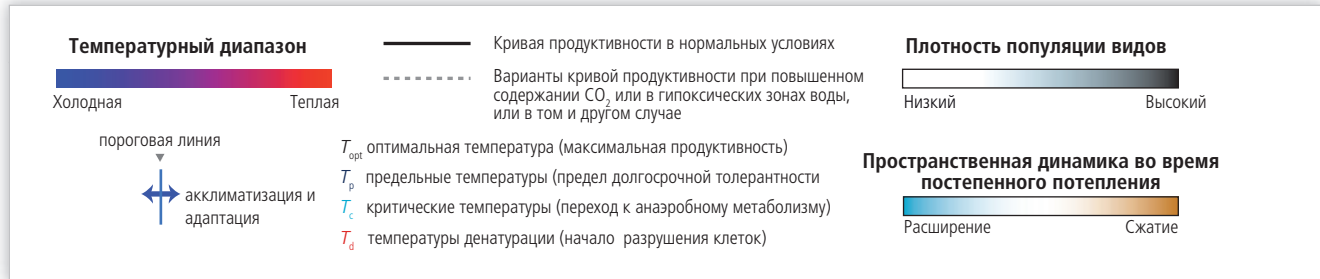 Температурный диапазон
Холодная
Теплая
пороговая линия
акклиматизация и
адаптация
Кривая продуктивности в нормальных условиях
Варианты кривой продуктивности при повышенном
содержании CO2 или в гипоксических зонах воды,
или в том и другом случае
Topt оптимальная температура (максимальная продуктивность)
Tp предельные температуры (предел долгосрочной толерантности
Tc критические температуры (переход к анаэробному метаболизму)
Td температуры денатурации (начало разрушения клеток)
Плотность популяции видов
Низкий
Высокий
Пространственная динамика во время
постепенного потепления
Расширение
Сжатие